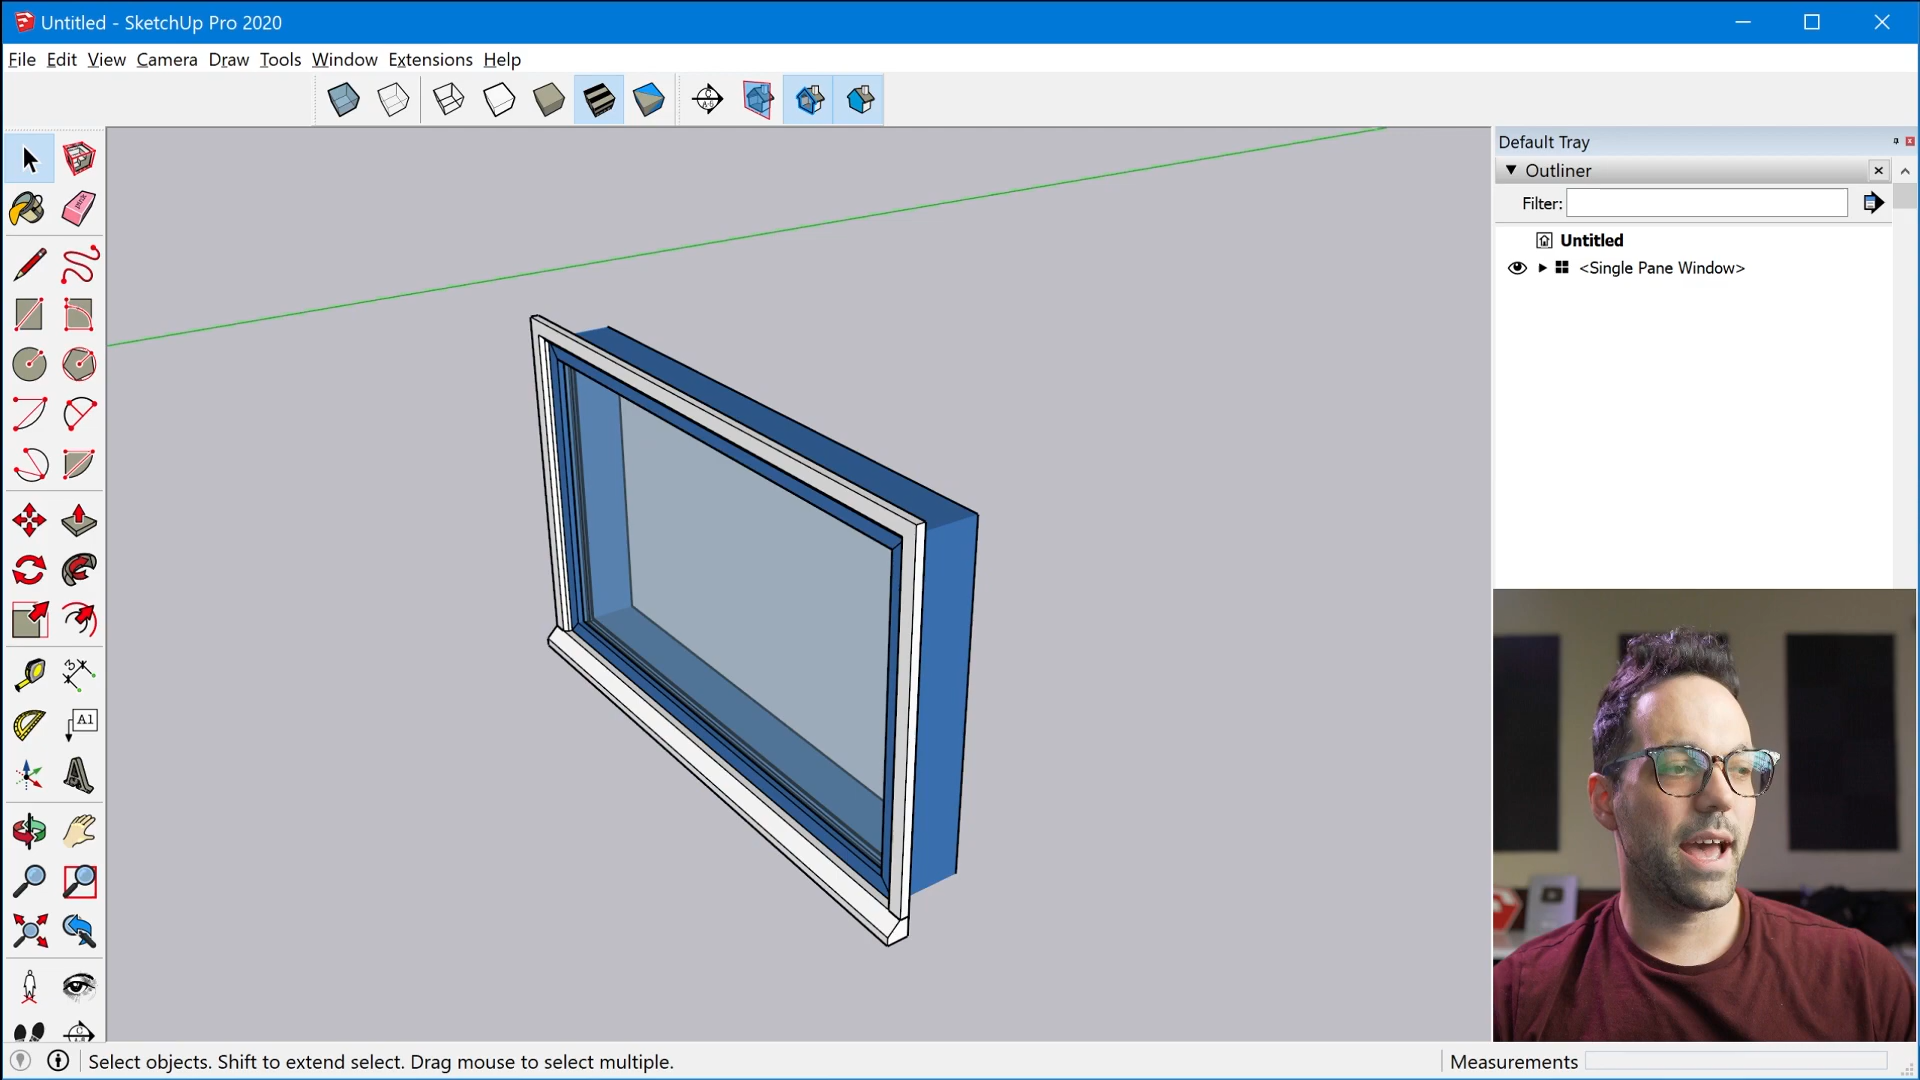 Untitled - SketchUp Pro 2020
File Edit View Camera Draw Tools Window Extensions Help
Default Tray
Outliner
Filter:
Untitled
<Single Pane Window>
A1
Select objects. Shift to extend select. Drag mouse to select multiple.
Measurements